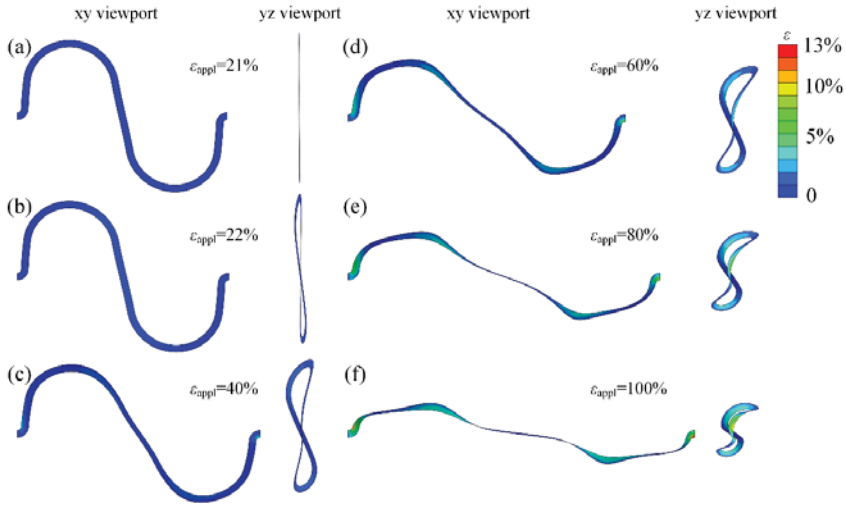 xy viewport yz viewport xy viewport yz viewport
(a) εappl=21% (d) εappl=60% ε
13%
10%
5%
0
(b) εappl=22% (e) εappl=80%
(c) εappl=40% (f) εappl=100%